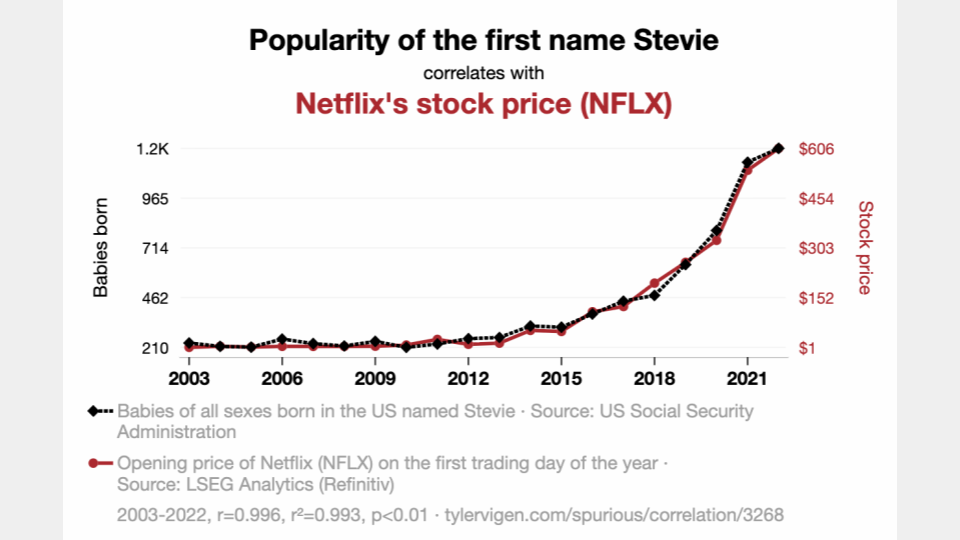 Popularity of the first name Stevie
correlates with
Netflix's stock price (NFLX)
Babies born
1.2K
965
714
462
210
$606
$454
$303
$152
$1
Stock price
2003 2006 2009 2012 2015 2018 2021
Babies of all sexes born in the US named Stevie · Source: US Social Security
Administration
Opening price of Netflix (NFLX) on the first trading day of the year ·
Source: LSEG Analytics (Refinitiv)
2003-2022, r=0.996, r²=0.993, p<0.01 · tylervigen.com/spurious/correlation/3268